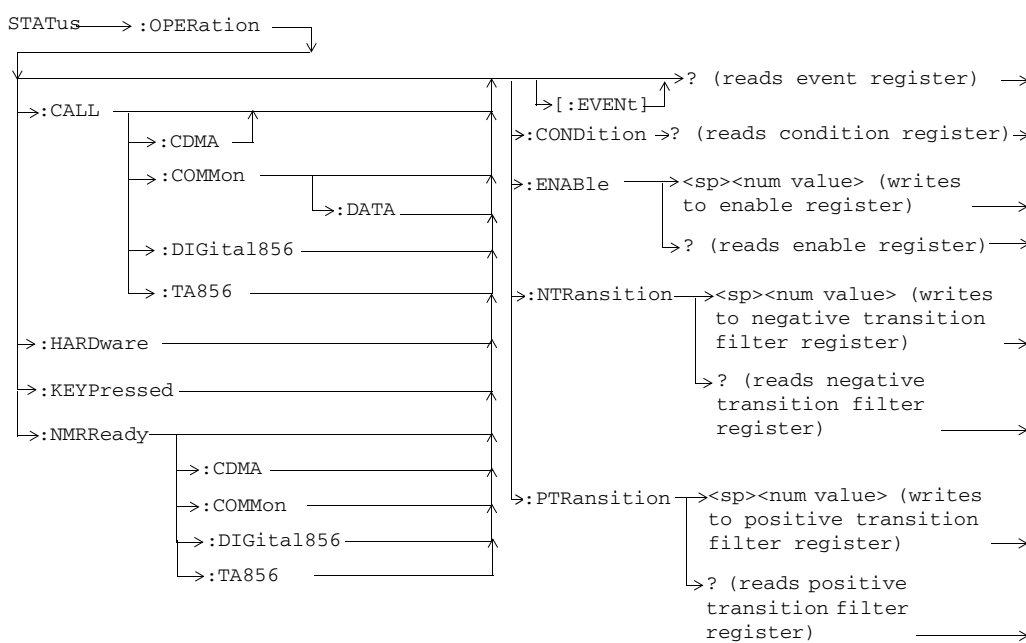 STATus :OPERation
:CALL
:CDMA
:COMMon
:DATA
:DIGital856
:TA856
:HARDware
:KEYPressed
:NMRReady
:CDMA
:COMMon
:DIGital856
:TA856
? (reads event register)
[:EVENt]
:CONDition ? (reads condition register)
:ENABle <sp><num value> (writes
to enable register)
? (reads enable register)
:NTRansition <sp><num value> (writes
to negative transition
filter register)
? (reads negative
transition filter
register)
:PTRansition <sp><num value> (writes
to positive transition
filter register)
? (reads positive
transition filter
register)